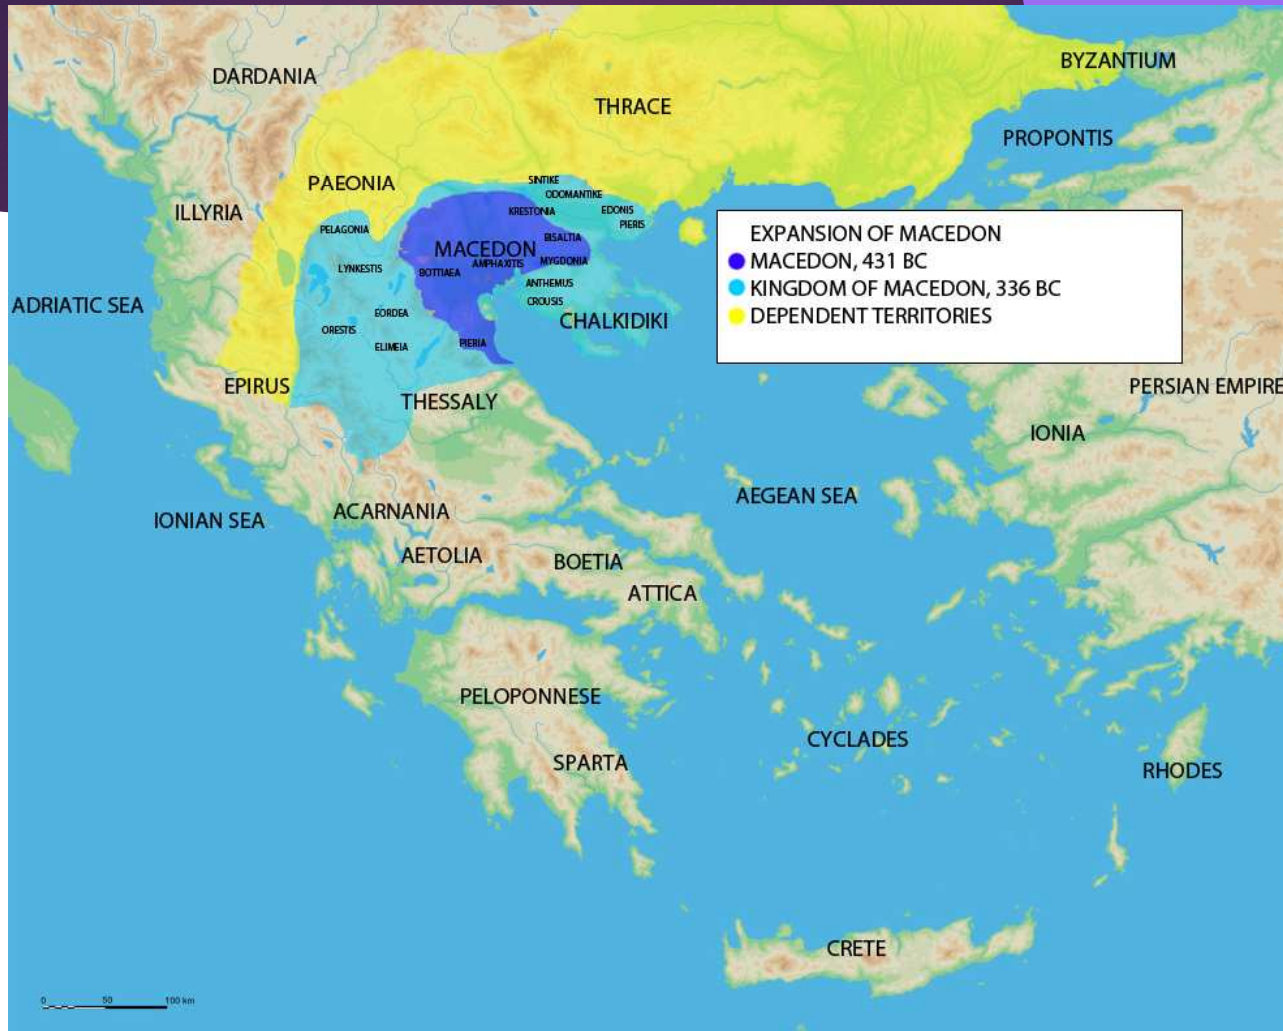 BYZANTIUM
DARDANIA
THRACE
PROPONTIS
PAEONIA
SINTIKE
ODOMANTIKE
KRESTONIA
EDONIS
ILLYRIA
PIERIS
PELAGONIA
BISALTIA
MACEDON
MYGDONIA
AMPHAXITIS
LYNKESTIS
BOTTIAEA
ANTHEMUS
CROUSIS
ADRIATIC SEA
EORDEA
CHALKIDIKI
ORESTIS
PIERIA
ELIMEIA
EXPANSION OF MACEDON
MACEDON, 431 BC
KINGDOM OF MACEDON, 336 BC
DEPENDENT TERRITORIES
EPIRUS
PERSIAN EMPIRE
THESSALY
IONIA
AEGEAN SEA
ACARNANIA
IONIAN SEA
AETOLIA
BOETIA
ATTICA
PELOPONNESE
CYCLADES
SPARTA
RHODES
CRETE
0 50 100 km